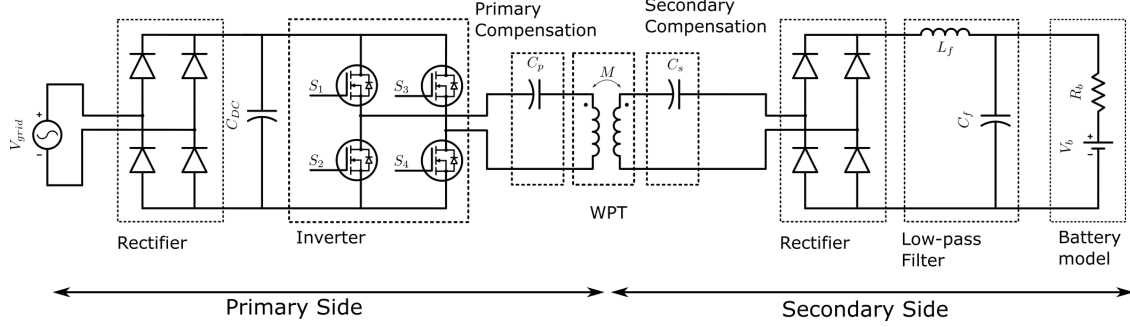 Primary
Compensation
Secondary
Compensation
V_grid
+
-
C_DC
S_1
S_3
S_2
S_4
C_p
M
C_s
L_f
C_f
R_b
V_b
+
-
Rectifier
Inverter
WPT
Rectifier
Low-pass
Filter
Battery
model
Primary Side
Secondary Side